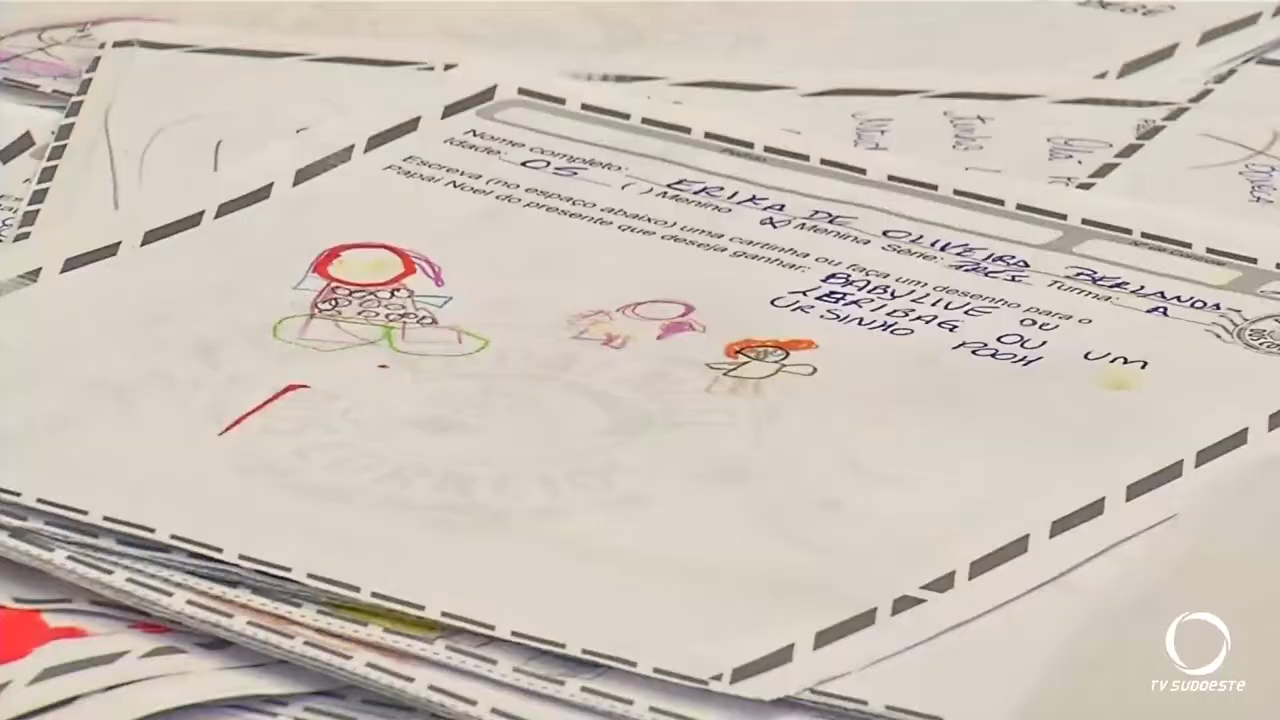 Nome completo: ERIKA DE OLIVEIRA BERLANDA
Idade: 05 ( ) Menino (X) Menina Série: TRÊS Turma: A
Escreva (no espaço abaixo) uma cartinha ou faça um desenho para o
Papai Noel do presente que deseja ganhar:
BABYLIVE OU
OU UM
URSINHO POOH
TV SUDOESTE